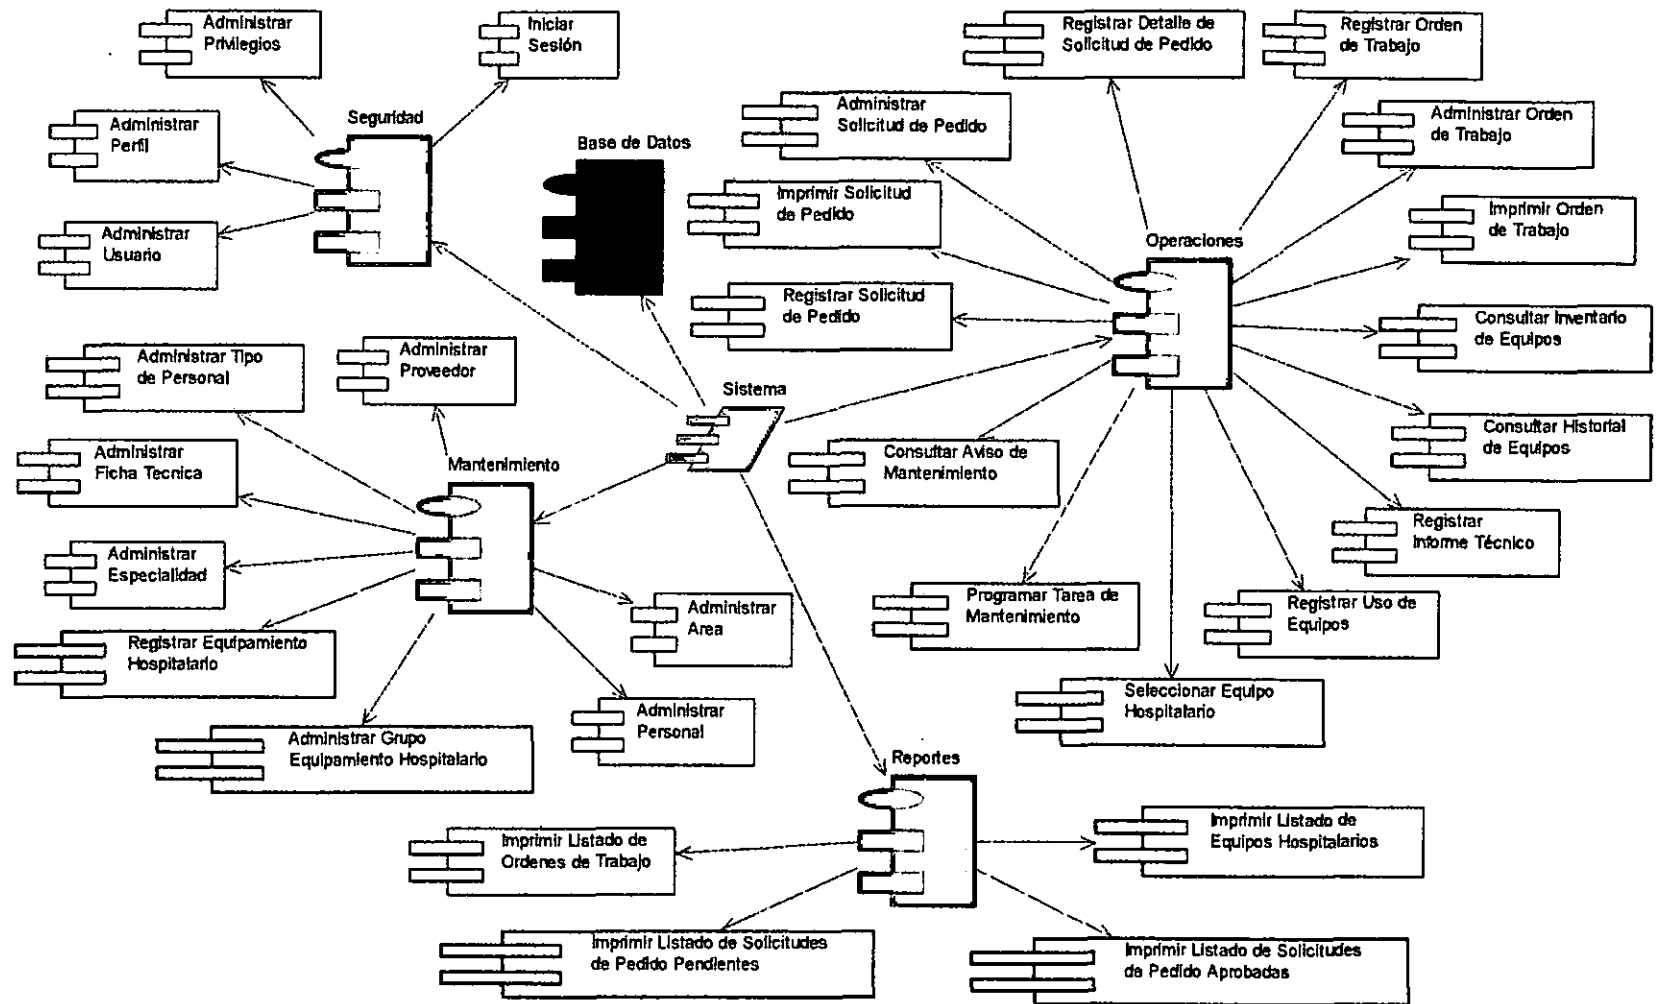 Administrar
Privilegios
Iniciar
Sesión
Registrar Detalle de
Solicitud de Pedido
Registrar Orden
de Trabajo
Administrar
Perfil
Seguridad
Base de Datos
Administrar
Solicitud de Pedido
Administrar Orden
de Trabajo
Administrar
Usuario
Imprimir Solicitud
de Pedido
Operaciones
Imprimir Orden
de Trabajo
Registrar Solicitud
de Pedido
Consultar Inventario
de Equipos
Administrar Tipo
de Personal
Administrar
Proveedor
Sistema
Administrar
Ficha Tecnica
Mantenimiento
Consultar Aviso de
Mantenimiento
Consultar Historial
de Equipos
Administrar
Especialidad
Registrar
Informe Técnico
Registrar Equipamiento
Hospitalario
Administrar
Area
Programar Tarea de
Mantenimiento
Registrar Uso de
Equipos
Administrar Grupo
Equipamiento Hospitalario
Administrar
Personal
Seleccionar Equipo
Hospitalario
Reportes
Imprimir Listado de
Ordenes de Trabajo
Imprimir Listado de
Equipos Hospitalarios
Imprimir Listado de Solicitudes
de Pedido Pendientes
Imprimir Listado de Solicitudes
de Pedido Aprobadas